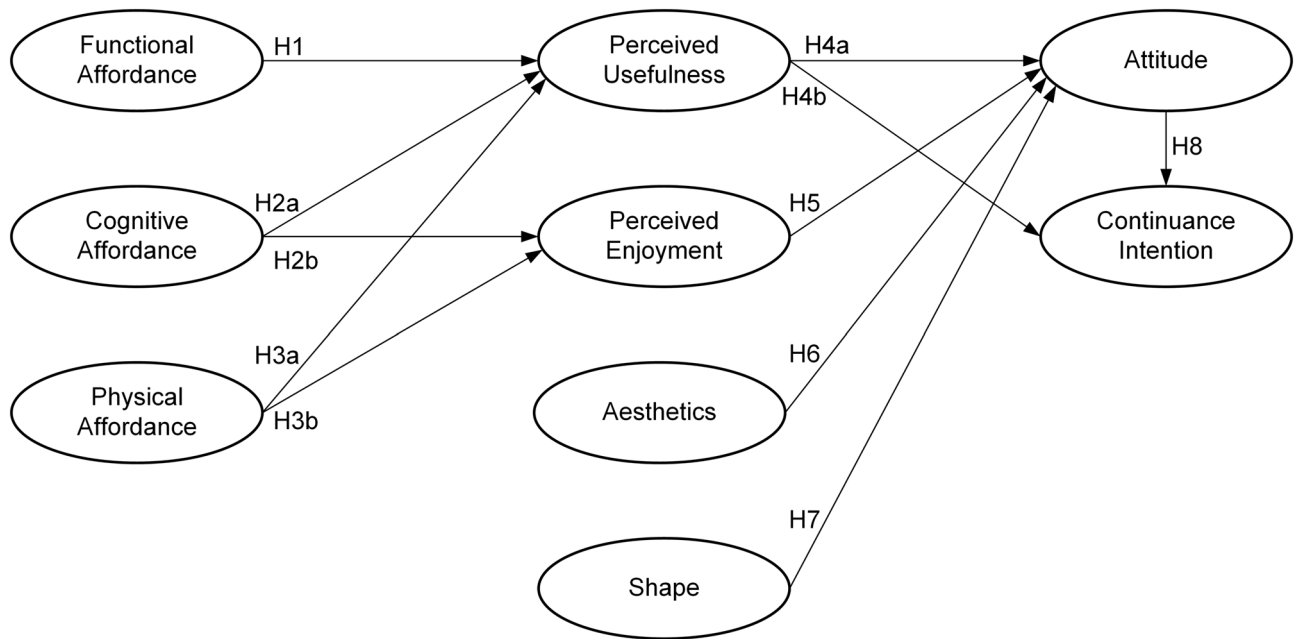 Functional
Affordance
H1
Perceived
Usefulness
H4a
H4b
Attitude
H8
Cognitive
Affordance
H2a
H2b
Perceived
Enjoyment
H5
Continuance
Intention
Physical
Affordance
H3a
H3b
Aesthetics
H6
Shape
H7